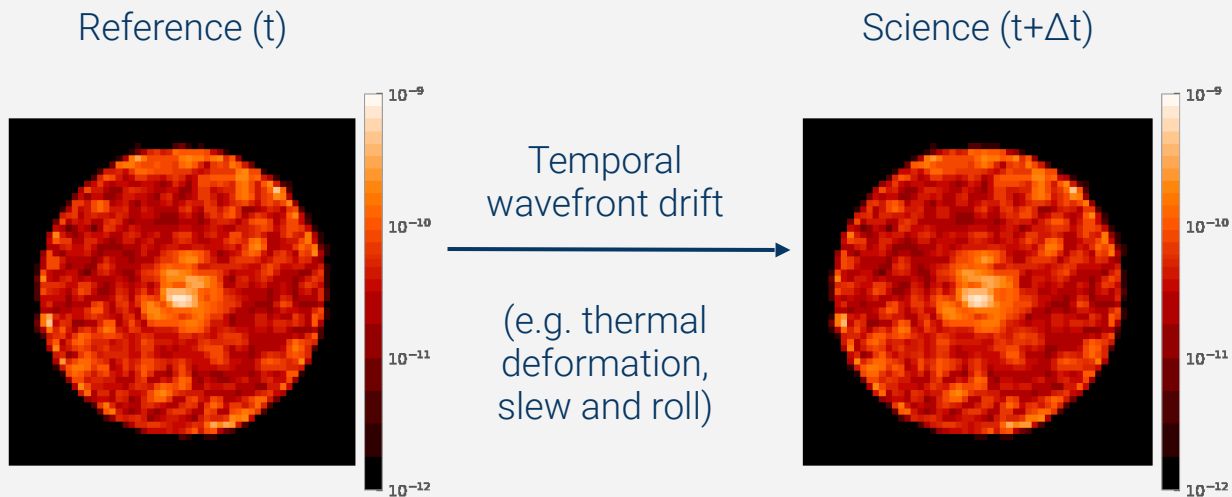 Reference (t)
Science (t+Δt)
10⁻⁹
10⁻¹⁰
10⁻¹¹
10⁻¹²
Temporal
wavefront drift
(e.g. thermal
deformation,
slew and roll)
10⁻⁹
10⁻¹⁰
10⁻¹¹
10⁻¹²